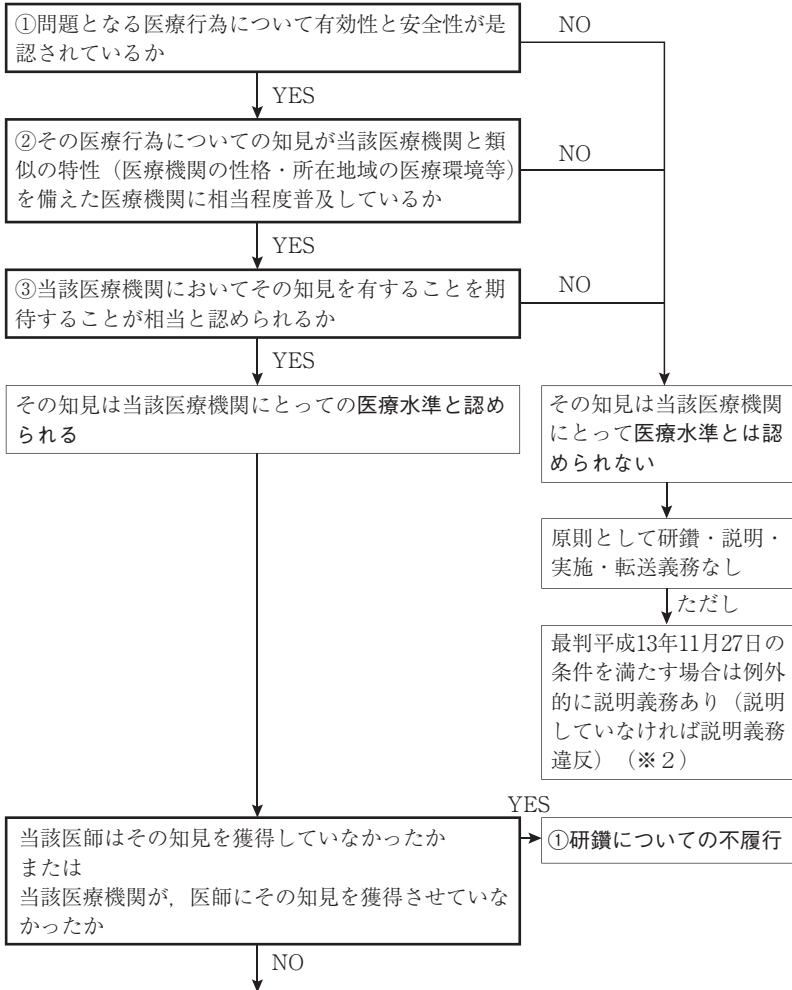 ①問題となる医療行為について有効性と安全性が是
認されているか
NO
YES
②その医療行為についての知見が当該医療機関と類
似の特性（医療機関の性格・所在地域の医療環境等）
を備えた医療機関に相当程度普及しているか
NO
YES
③当該医療機関においてその知見を有することを期
待することが相当と認められるか
NO
YES
その知見は当該医療機関にとっての医療水準と認め
られる
その知見は当該医療機関
にとって医療水準とは認
められない
原則として研鑽・説明・
実施・転送義務なし
ただし
最判平成13年11月27日の
条件を満たす場合は例外
的に説明義務あり（説明
していなければ説明義務
違反）（※２）
当該医師はその知見を獲得していなかったか
または
当該医療機関が，医師にその知見を獲得させていな
かったか
YES
①研鑽についての不履行
NO